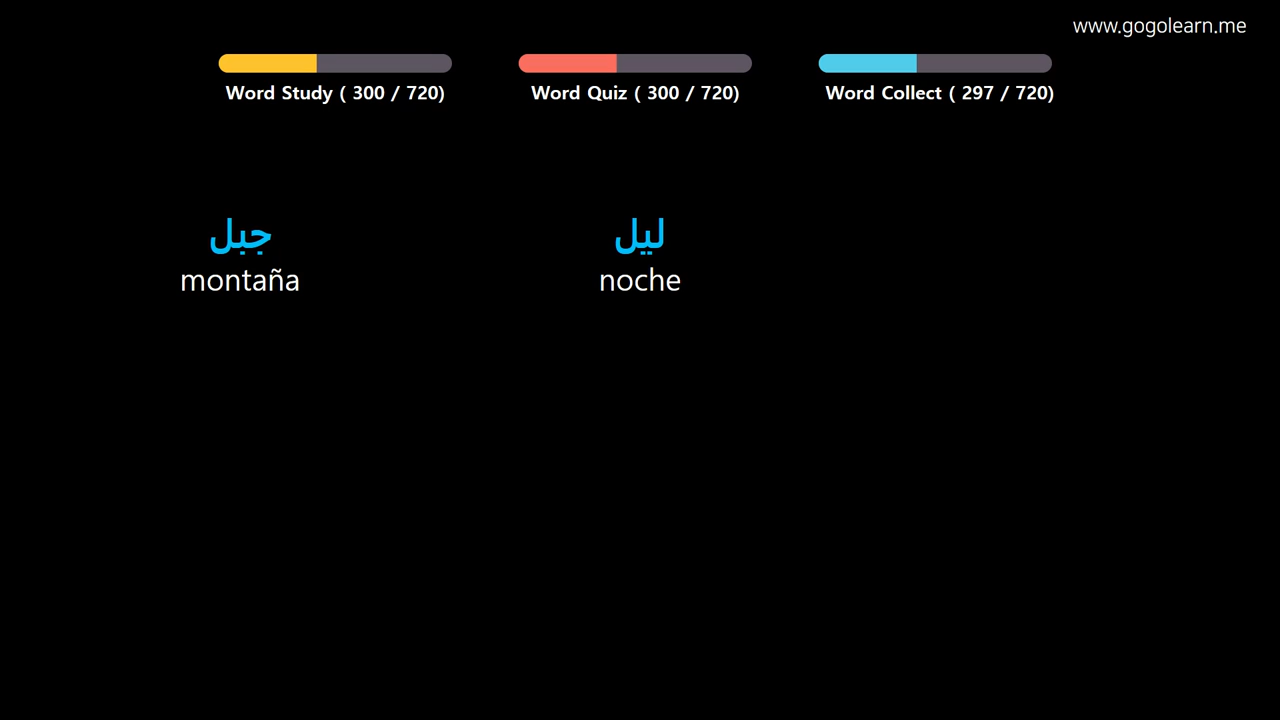 www.gogolearn.me
Word Study ( 300 / 720)
Word Quiz ( 300 / 720)
Word Collect ( 297 / 720)
جبل
montaña
ليل
noche